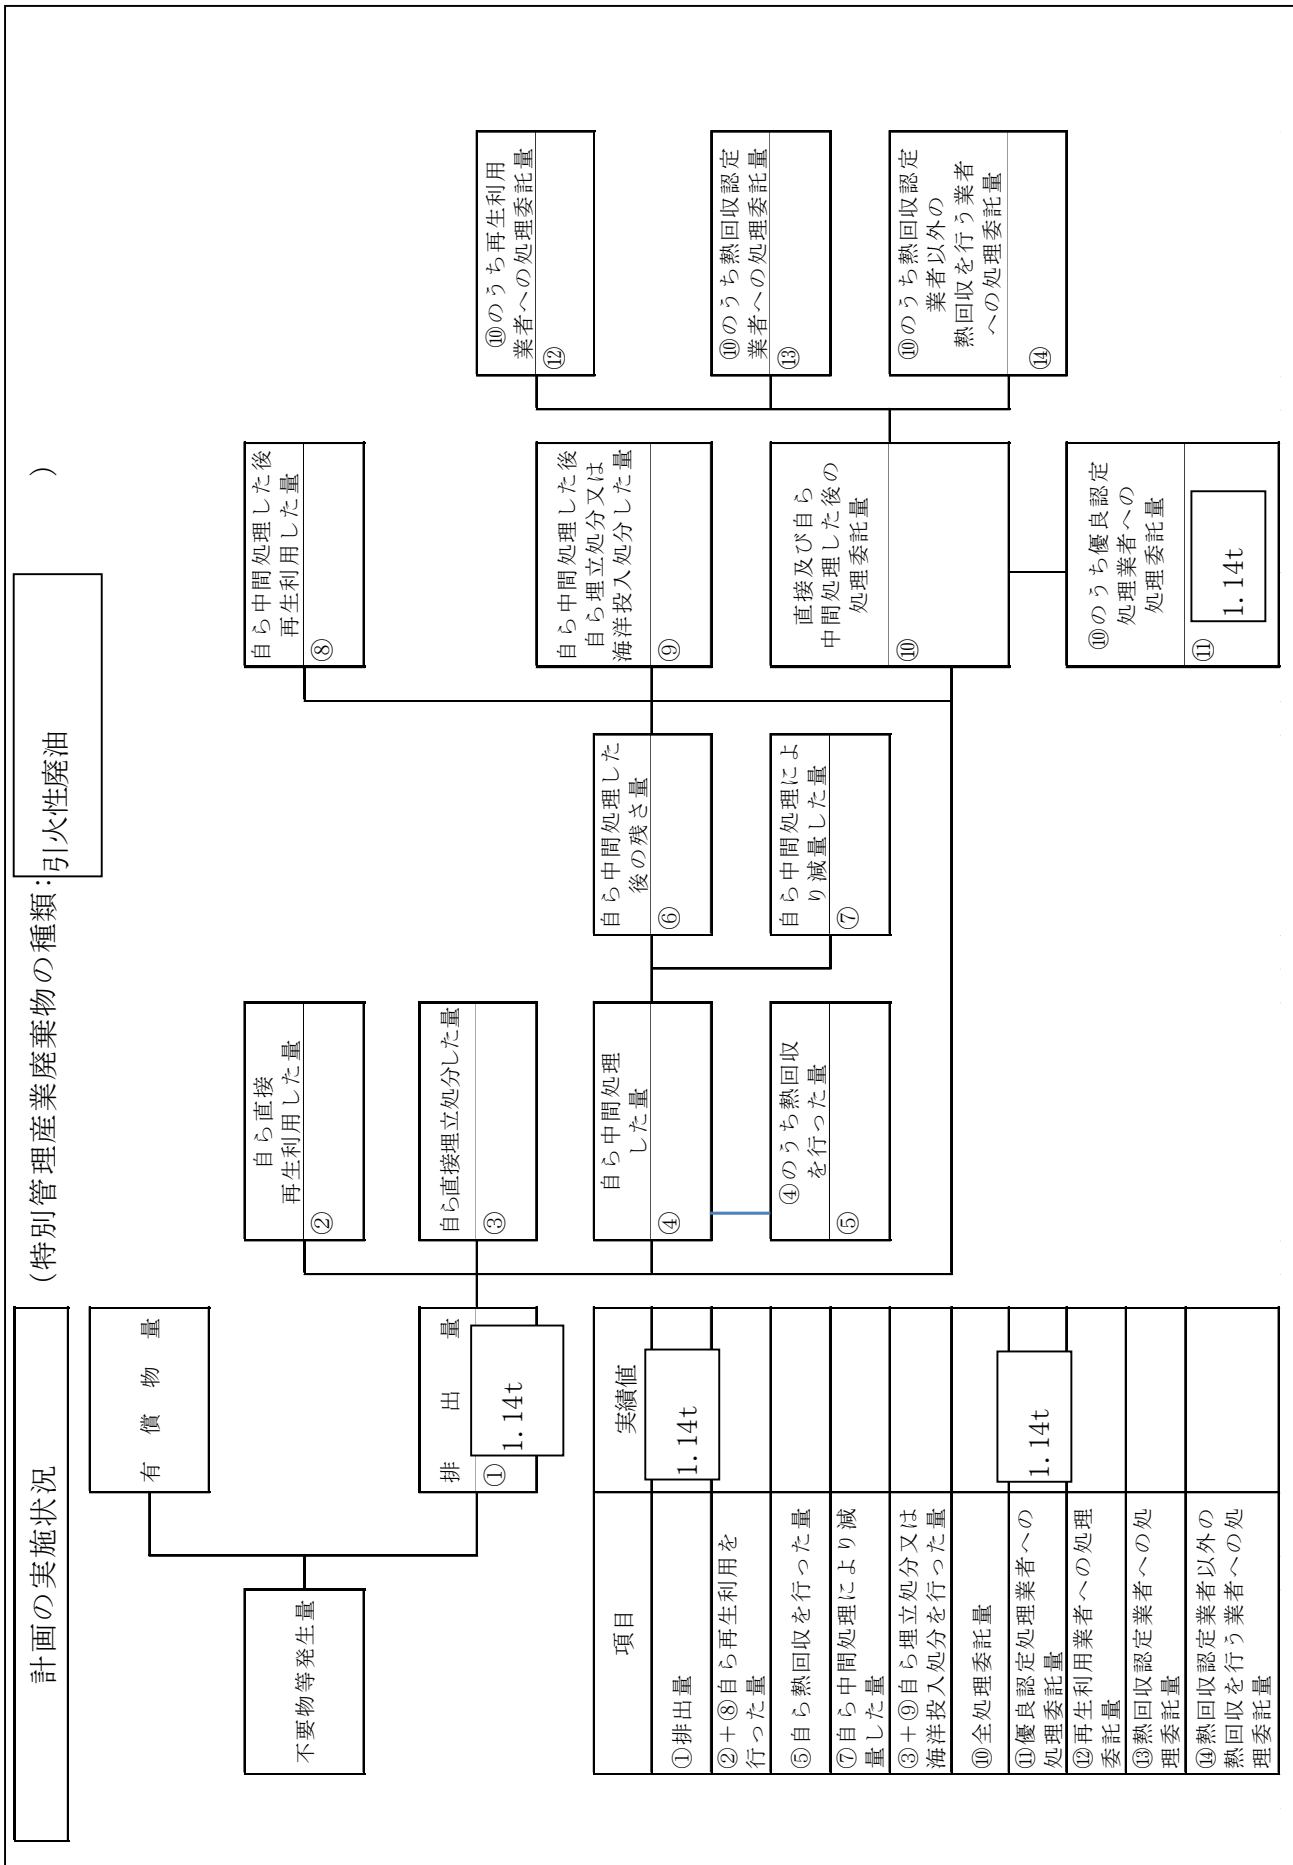 計画の実施状況
(特別管理産業廃棄物の種類:引火性廃油 )
有償物量
不要物等発生量
排出量
①
1.14t
自ら直接
再生利用した量
②
自ら直接埋立処分した量
③
自ら中間処理
した量
④
④のうち熱回収
を行った量
⑤
自ら中間処理した
後の残さ量
⑥
自ら中間処理によ
り減量した量
⑦
自ら中間処理した後
再生利用した量
⑧
自ら中間処理した後
自ら埋立処分又は
海洋投入処分した量
⑨
直接及び自ら
中間処理した後の
処理委託量
⑩
⑩のうち優良認定
処理業者への
処理委託量
⑪
1.14t
⑩のうち再生利用
業者への処理委託量
⑫
⑩のうち熱回収認定
業者への処理委託量
⑬
⑩のうち熱回収認定
業者以外の
熱回収を行う業者
への処理委託量
⑭
項目 実績値
①排出量 1.14t
②+⑧自ら再生利用を
行った量
⑤自ら熱回収を行った量
⑦自ら中間処理により減
量した量
③+⑨自ら埋立処分又は
海洋投入処分を行った量
⑩全処理委託量
⑪優良認定処理業者への
処理委託量 1.14t
⑫再生利用業者への処理
委託量
⑬熱回収認定業者への処
理委託量
⑭熱回収認定業者以外の
熱回収を行う業者への処
理委託量